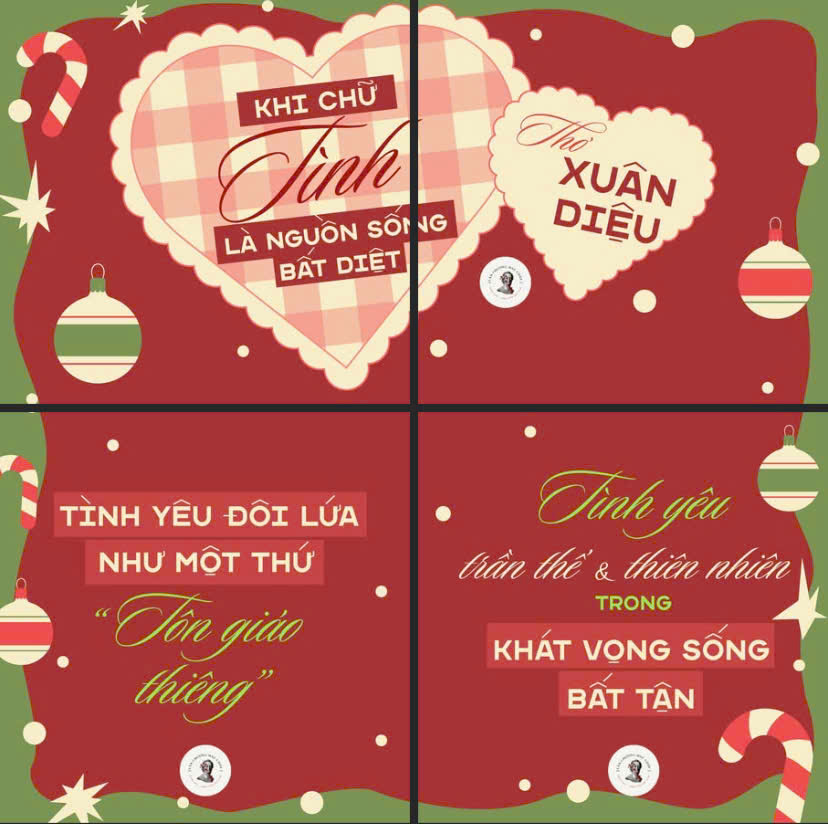 KHI CHỮ
Tình
LÀ NGUỒN SỐNG
BẤT DIỆT
Thơ
XUÂN
DIỆU
TÌNH YÊU ĐÔI LỨA
NHƯ MỘT THỨ
“Tôn giáo
thiêng”
Tình yêu
trần thế & thiên nhiên
TRONG
KHÁT VỌNG SỐNG
BẤT TẬN